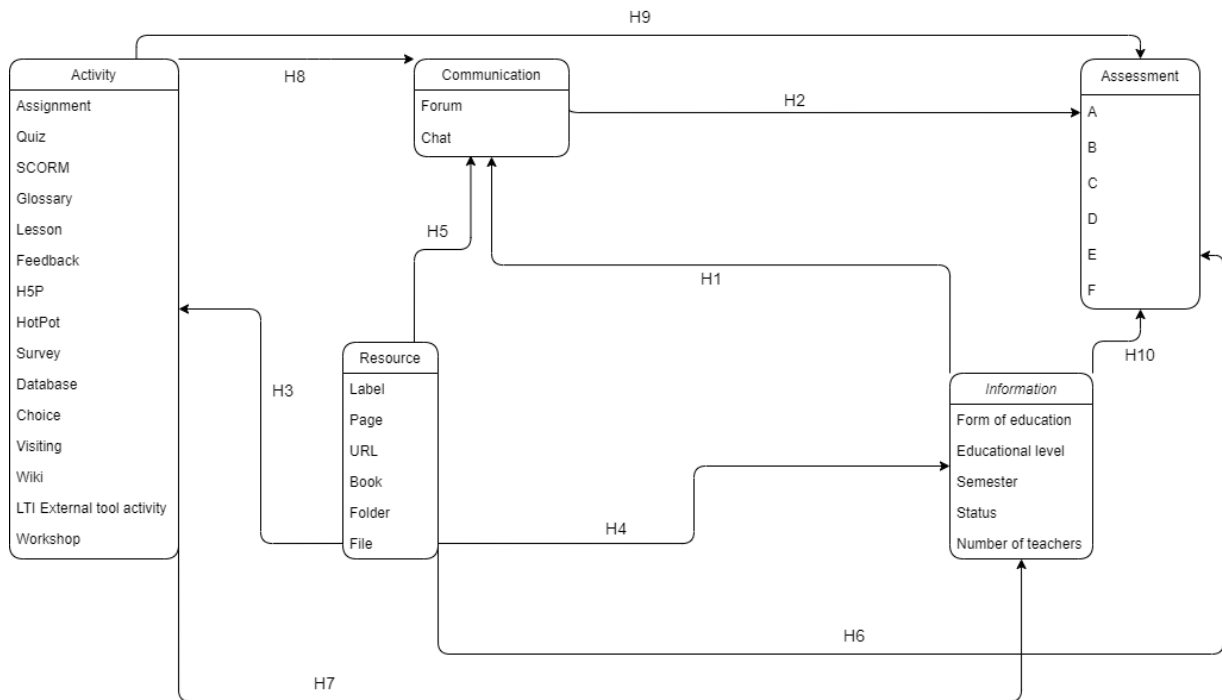 H9
Activity
Assignment
Quiz
SCORM
Glossary
Lesson
Feedback
H5P
HotPot
Survey
Database
Choice
Visiting
Wiki
LTI External tool activity
Workshop
H8
Communication
Forum
Chat
H2
Assessment
A
B
C
D
E
F
H5
H1
H3
Resource
Label
Page
URL
Book
Folder
File
H10
Information
Form of education
Educational level
Semester
Status
Number of teachers
H4
H6
H7